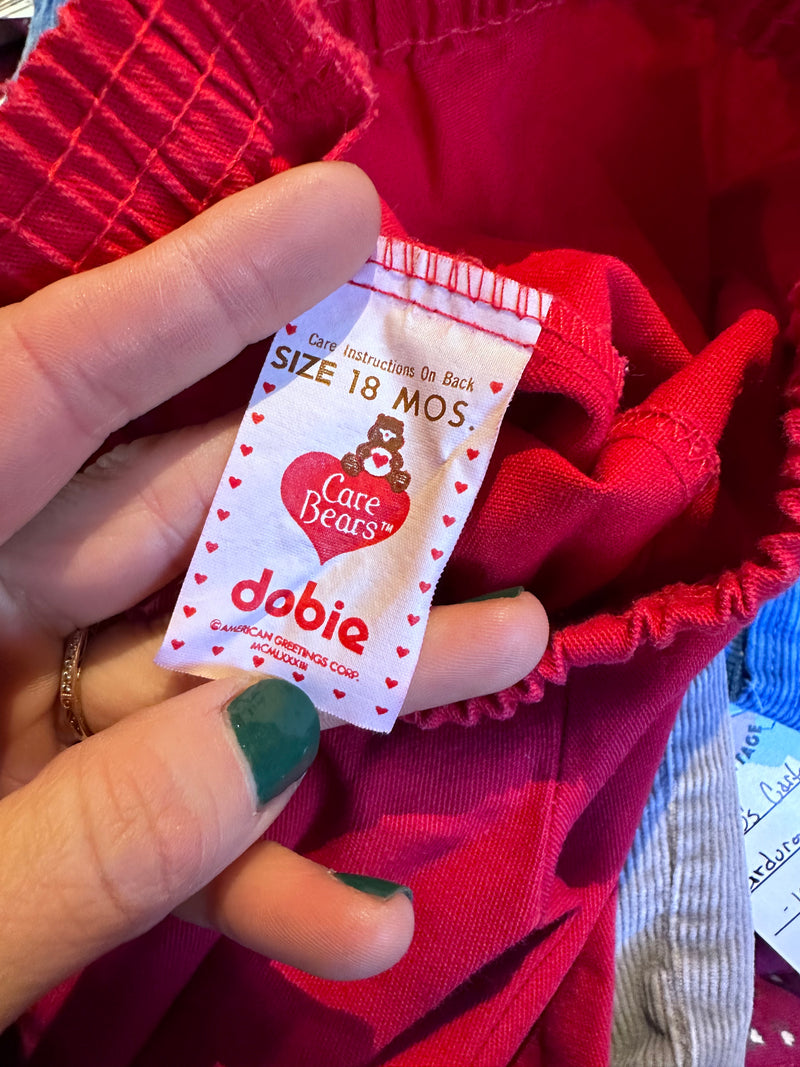 Care Instructions On Back
SIZE 18 MOS.
Care
Bears™
dobie
© AMERICAN GREETINGS CORP.
MCMLXXXIII